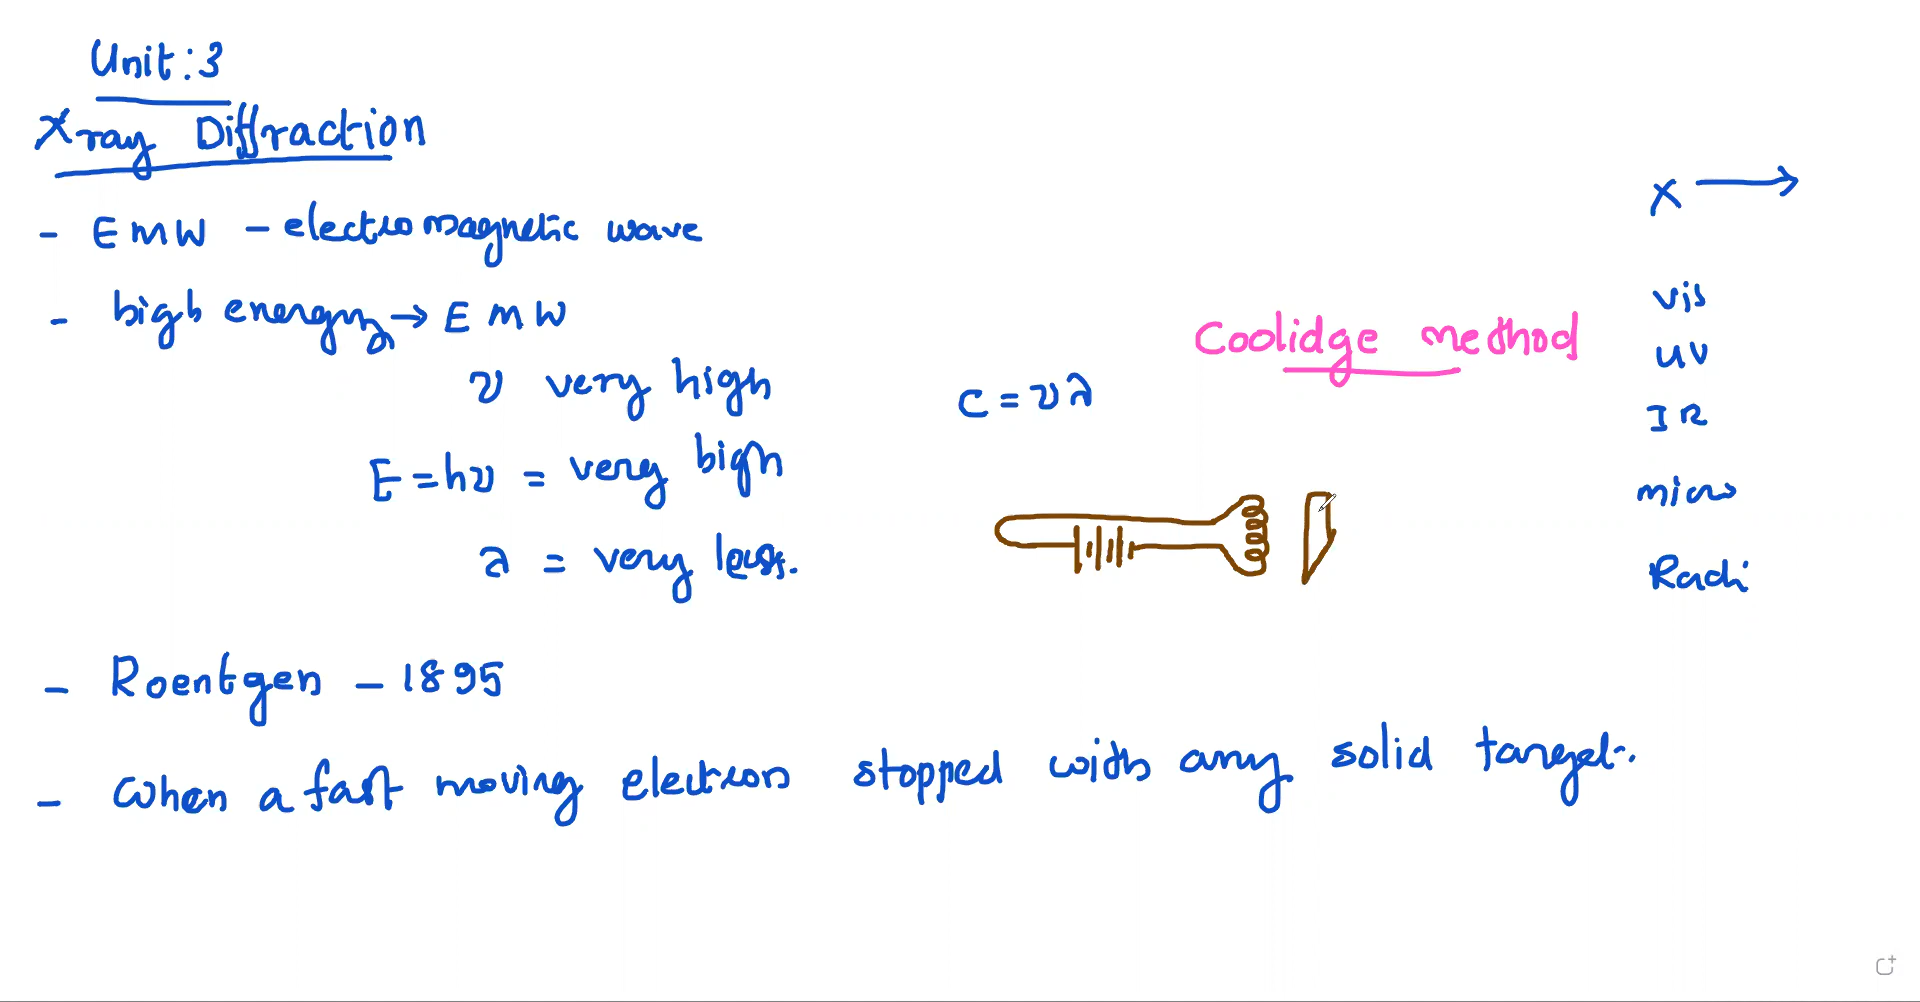 Unit:3
Xray Diffraction
- EMW - electromagnetic wave
- high energy → EMW
ν very high
E = hν = very high
λ = very less.
c = νλ
Coolidge method
X →
vis
UV
IR
micro
Radi
- Roentgen - 1895
- When a fast moving electron stopped with any solid target.